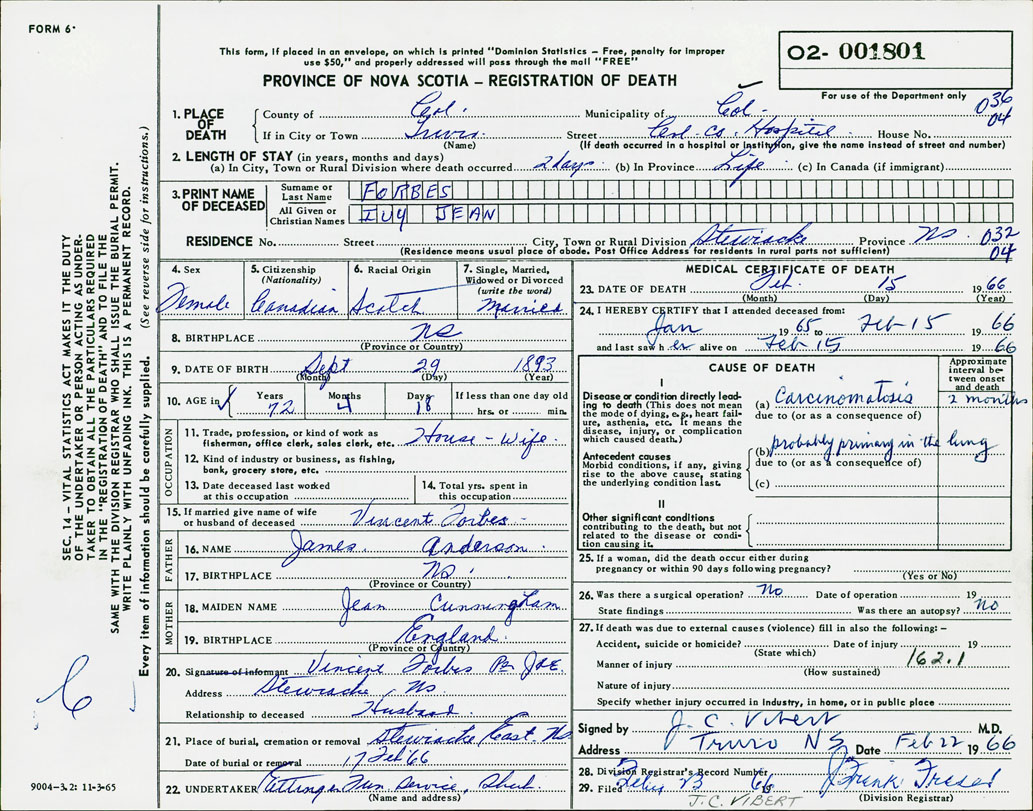 FORM 6
This form, if placed in an envelope, on which is printed "Dominion Statistics – Free, penalty for improper
use $50," and properly addressed will pass through the mail "FREE"
PROVINCE OF NOVA SCOTIA – REGISTRATION OF DEATH
02- 001801
For use of the Department only
036
04
1. PLACE OF DEATH
County of Col. Municipality of Col.
If in City or Town Truro. Street Col. Co. Hospital House No.
(Name) (If death occurred in a hospital or institution, give the name instead of street and number)
2. LENGTH OF STAY (in years, months and days)
(a) In City, Town or Rural Division where death occurred 2 days (b) In Province Life (c) In Canada (if immigrant)
3. PRINT NAME OF DECEASED
Surname or Last Name FORBES
All Given or Christian Names IVY JEAN
RESIDENCE No. Street City, Town or Rural Division Stewiacke Province NS. 032
04
(Residence means usual place of abode. Post Office Address for residents in rural parts not sufficient)
4. Sex Female
5. Citizenship (Nationality) Canadian
6. Racial Origin Scotch
7. Single, Married, Widowed or Divorced (write the word) Married
8. BIRTHPLACE NS
(Province or Country)
9. DATE OF BIRTH Sept 29 1893
(Month) (Day) (Year)
10. AGE in Years 72 Months 4 Days 18 If less than one day old hrs. or min.
OCCUPATION
11. Trade, profession, or kind of work as
fisherman, office clerk, sales clerk, etc. House-Wife.
12. Kind of industry or business, as fishing,
bank, grocery store, etc.
13. Date deceased last worked
at this occupation
14. Total yrs. spent in
this occupation
15. If married give name of wife
or husband of deceased Vincent Forbes -
FATHER
16. NAME James Anderson.
17. BIRTHPLACE NS.
(Province or Country)
MOTHER
18. MAIDEN NAME Jean Cunningham
19. BIRTHPLACE England.
(Province or Country)
20. Signature of informant Vincent Forbes Per
Address Stewiacke, NS.
Relationship to deceased Husband.
21. Place of burial, cremation or removal Stewiacke East NS
Date of burial or removal 17 Feb 66
22. UNDERTAKER Ettinger Fun. Service, Shub.
(Name and address)
MEDICAL CERTIFICATE OF DEATH
23. DATE OF DEATH Feb. 15 1966
(Month) (Day) (Year)
24. I HEREBY CERTIFY that I attended deceased from:
Jan 1965 to Feb 15 1966
and last saw her alive on Feb 15 1966
CAUSE OF DEATH
Approximate interval between onset and death
I
Disease or condition directly leading to death (This does not mean
the mode of dying, e.g., heart failure, asthenia, etc. It means the
disease, injury, or complication
which caused death.)
(a) Carcinomatosis 2 months
due to (or as a consequence of)
Antecedent causes
Morbid conditions, if any, giving
rise to the above cause, stating
the underlying condition last.
(b) probably primary in the lung
due to (or as a consequence of)
(c)
II
Other significant conditions
contributing to the death, but not
related to the disease or condition causing it.
25. If a woman, did the death occur either during
pregnancy or within 90 days following pregnancy?
(Yes or No)
26. Was there a surgical operation? No Date of operation 19
State findings Was there an autopsy? No
27. If death was due to external causes (violence) fill in also the following:–
Accident, suicide or homicide? Date of injury 19
(State which)
Manner of injury 162.1
(How sustained)
Nature of injury
Specify whether injury occurred in industry, in home, or in public place
Signed by J. C. Vibert M.D.
Address Truro NS Date Feb 22 1966
28. Division Registrar's Record Number
29. Filed 23 66
(Division Registrar)
J.C. VIBERT
SEC. 14 – VITAL STATISTICS ACT MAKES IT THE DUTY
OF THE UNDERTAKER OR PERSON ACTING AS UNDER-
TAKER TO OBTAIN ALL THE PARTICULARS REQUIRED
IN THE "REGISTRATION OF DEATH" AND TO FILE THE
SAME WITH THE DIVISION REGISTRAR WHO SHALL ISSUE THE BURIAL PERMIT.
WRITE PLAINLY WITH UNFADING INK. THIS IS A PERMANENT RECORD.
Every item of information should be carefully supplied. (See reverse side for instructions.)
9004–3.2: 11-3-65